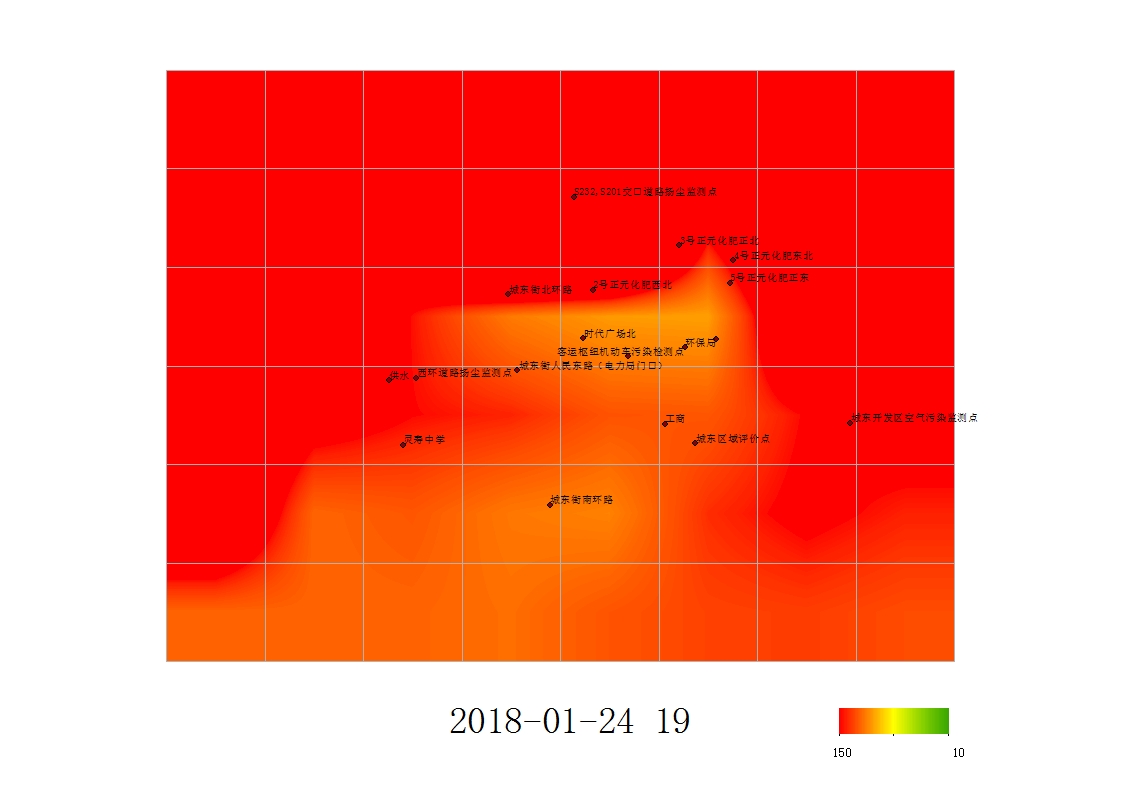 S232,S201交口道路扬尘监测点
3号正元化肥正北
4号正元化肥东北
5号正元化肥正东
2号正元化肥西北
城东街北环路
时代广场北
环保局
客运枢纽机动车污染检测点
城东街人民东路（电力局门口）
西环道路扬尘监测点
供水
工商
城东开发区空气污染监测点
灵寿中学
城东区域评价点
城东街南环路
2018-01-24 19
150
10